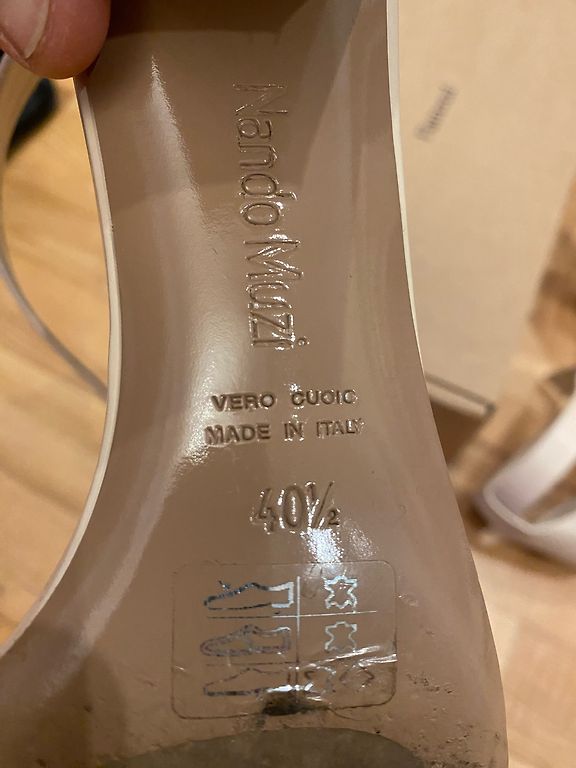 Nando Muzi
VERO CUOIO
MADE IN ITALY
40½